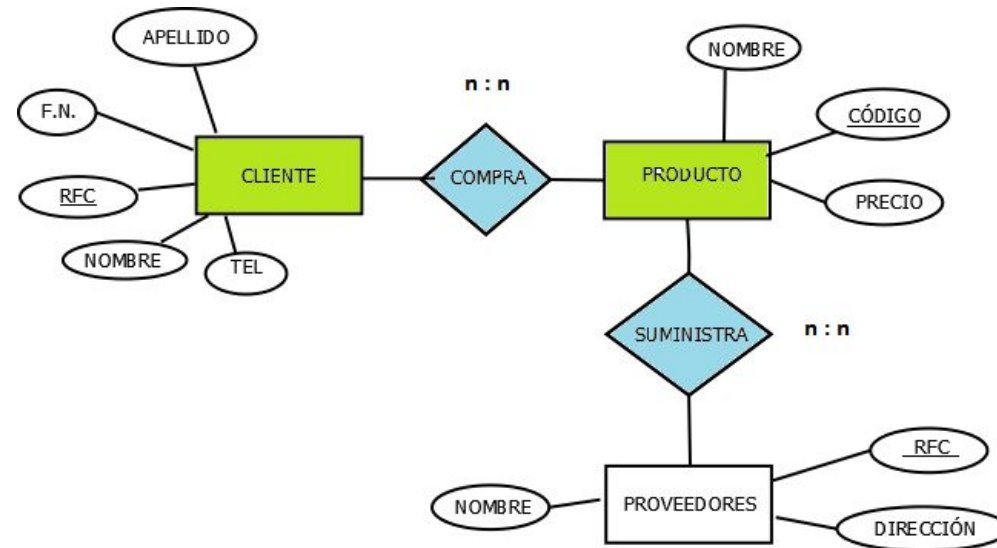 APELLIDO
NOMBRE
n : n
F.N.
CÓDIGO
CLIENTE
COMPRA
PRODUCTO
RFC
PRECIO
NOMBRE
TEL
SUMINISTRA
n : n
RFC
NOMBRE
PROVEEDORES
DIRECCIÓN